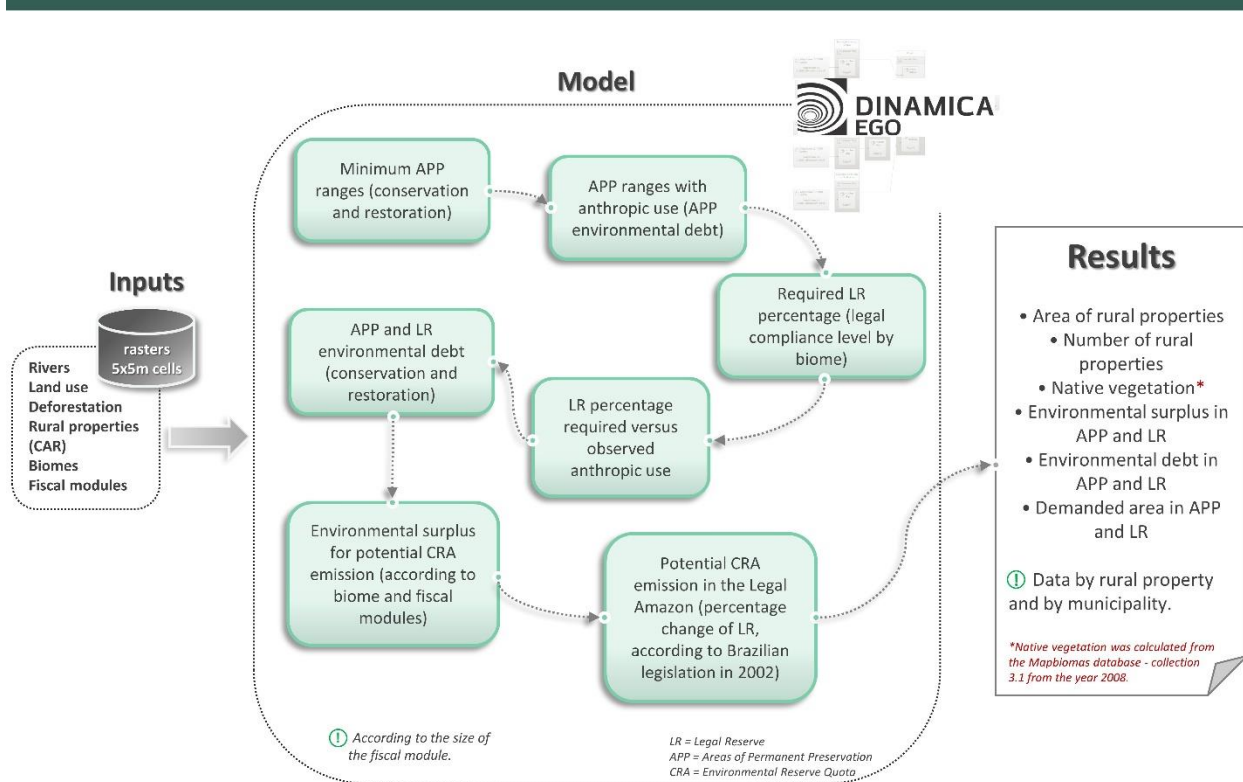 Model
DINAMICA
EGO
Minimum APP
ranges (conservation
and restoration)
APP ranges with
anthropic use (APP
environmental debt)
Required LR
percentage (legal
compliance level by
biome)
LR percentage
required versus
observed
anthropic use
APP and LR
environmental debt
(conservation and
restoration)
Environmental surplus
for potential CRA
emission (according to
biome and fiscal
modules)
Potential CRA
emission in the Legal
Amazon (percentage
change of LR,
according to Brazilian
legislation in 2002)
Inputs
rasters
5x5m cells
Rivers
Land use
Deforestation
Rural properties
(CAR)
Biomes
Fiscal modules
! According to the size of
the fiscal module.
LR = Legal Reserve
APP = Areas of Permanent Preservation
CRA = Environmental Reserve Quota
Results
• Area of rural properties
• Number of rural
properties
• Native vegetation*
• Environmental surplus in
APP and LR
• Environmental debt in
APP and LR
• Demanded area in APP
and LR
! Data by rural property
and by municipality.
*Native vegetation was calculated from
the Mapbiomas database - collection
3.1 from the year 2008.